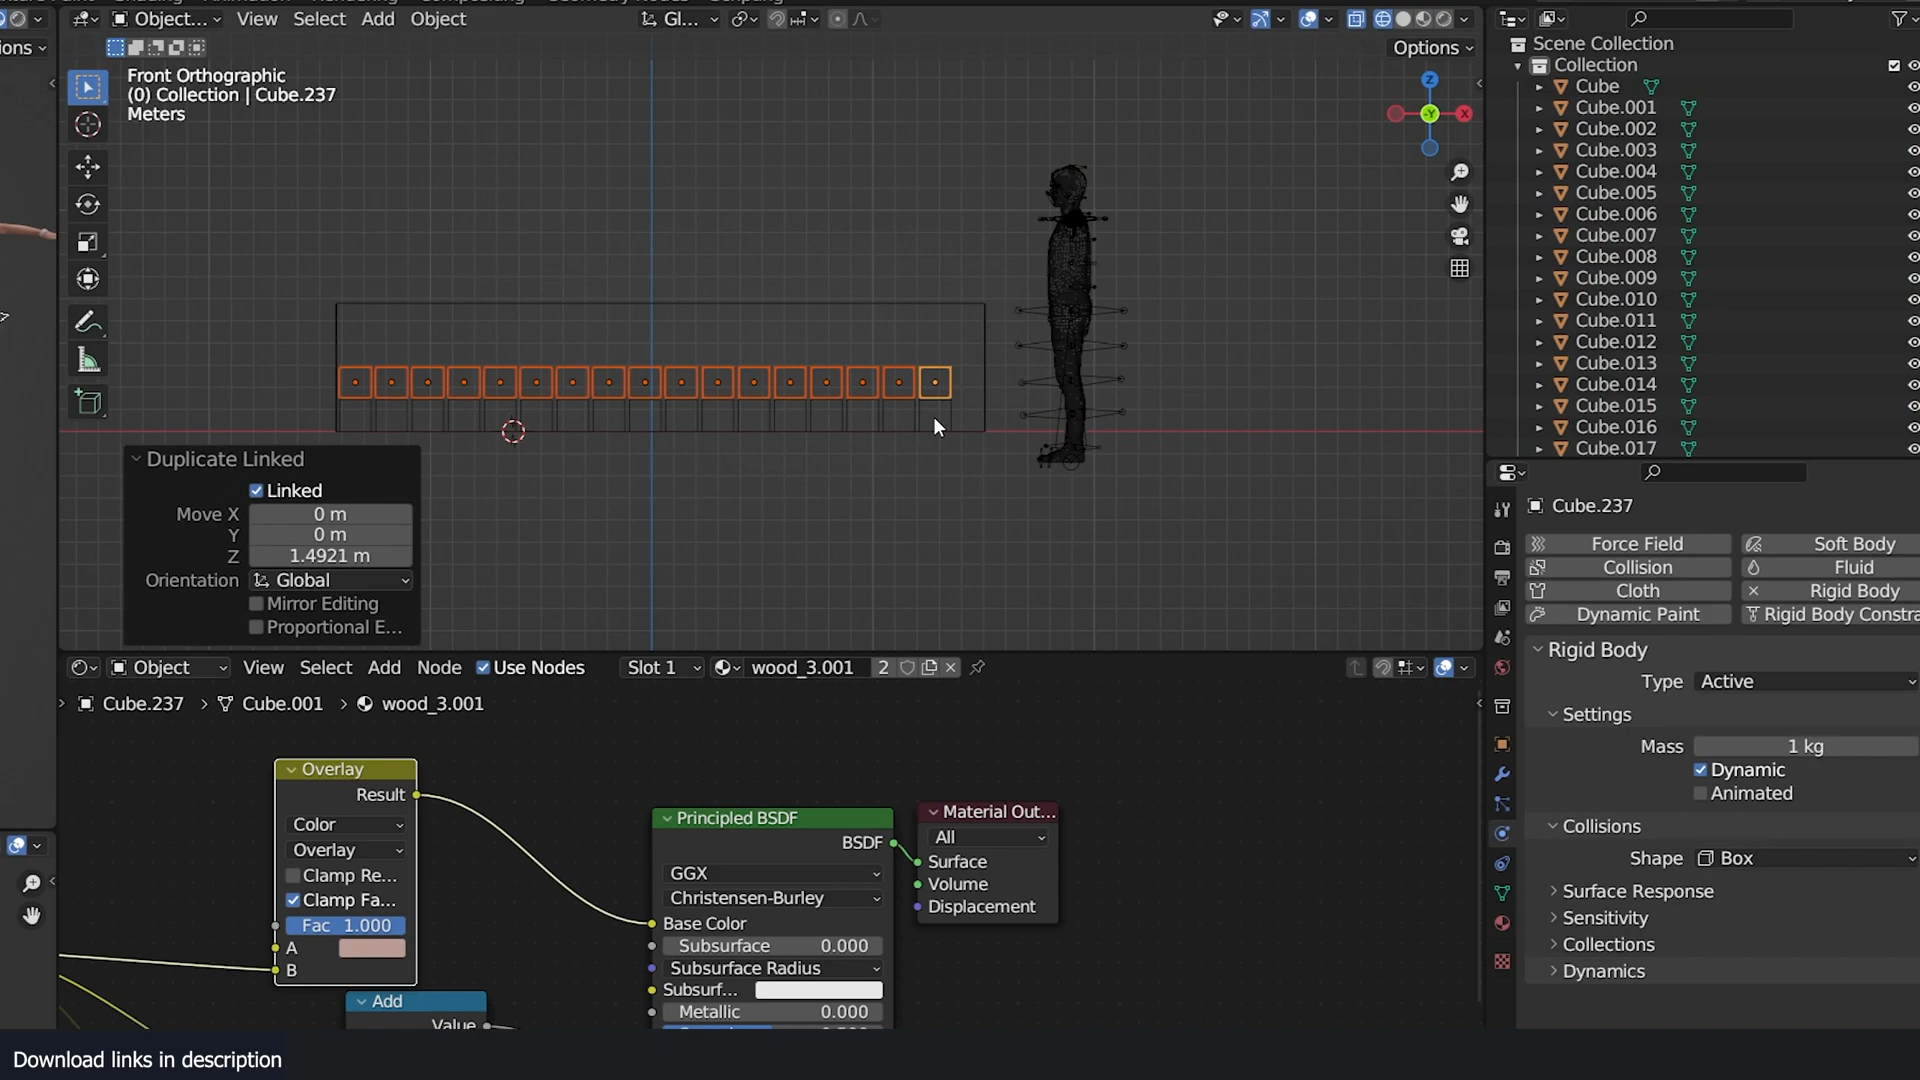 Object...
View
Select
Add
Object
Gl...
ons
Options
Front Orthographic
(0) Collection | Cube.237
Meters
Z
X
-Y
Scene Collection
Collection
Cube
Cube.001
Cube.002
Cube.003
Cube.004
Cube.005
Cube.006
Cube.007
Cube.008
Cube.009
Cube.010
Cube.011
Cube.012
Cube.013
Cube.014
Cube.015
Cube.016
Cube.017
Duplicate Linked
Linked
Move X 0 m
Y 0 m
Z 1.4921 m
Orientation Global
Mirror Editing
Proportional E...
Cube.237
Force Field Soft Body
Collision Fluid
Cloth Rigid Body
Dynamic Paint Rigid Body Constra
Rigid Body
Type Active
Settings
Mass 1 kg
Dynamic
Animated
Collisions
Shape Box
Surface Response
Sensitivity
Collections
Dynamics
Object View Select Add Node Use Nodes Slot 1 wood_3.001 2
Cube.237 > Cube.001 > wood_3.001
Overlay
Result
Color
Overlay
Clamp Re...
Clamp Fa...
Fac 1.000
A
B
Add
Value
Principled BSDF
BSDF
GGX
Christensen-Burley
Base Color
Subsurface 0.000
Subsurface Radius
Subsurf...
Metallic 0.000
Material Out...
All
Surface
Volume
Displacement
Download links in description